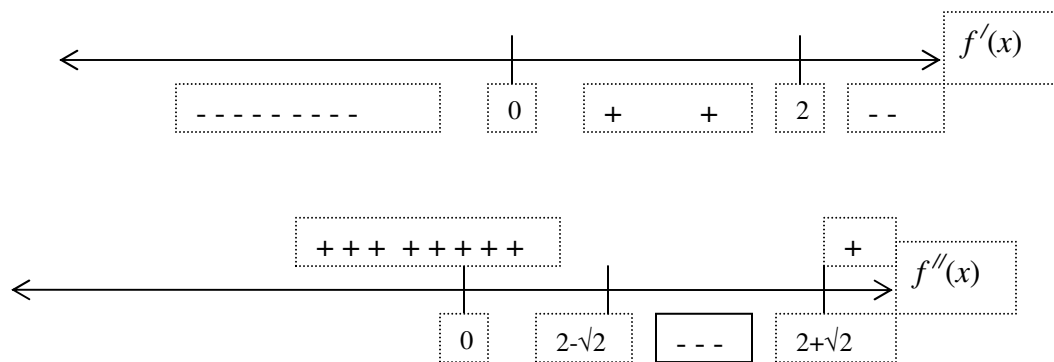 f′(x)
- - - - - - - - - 0 + + 2 - -
+ + + + + + + + +
f″(x)
0 2-√2 - - - 2+√2